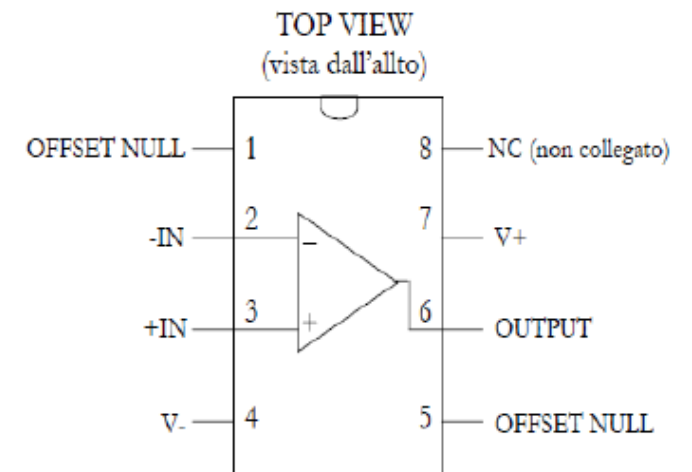 TOP VIEW
(vista dall'allto)
OFFSET NULL 1 8 NC (non collegato)
-IN 2 7 V+
+IN 3 6 OUTPUT
V- 4 5 OFFSET NULL
−
+